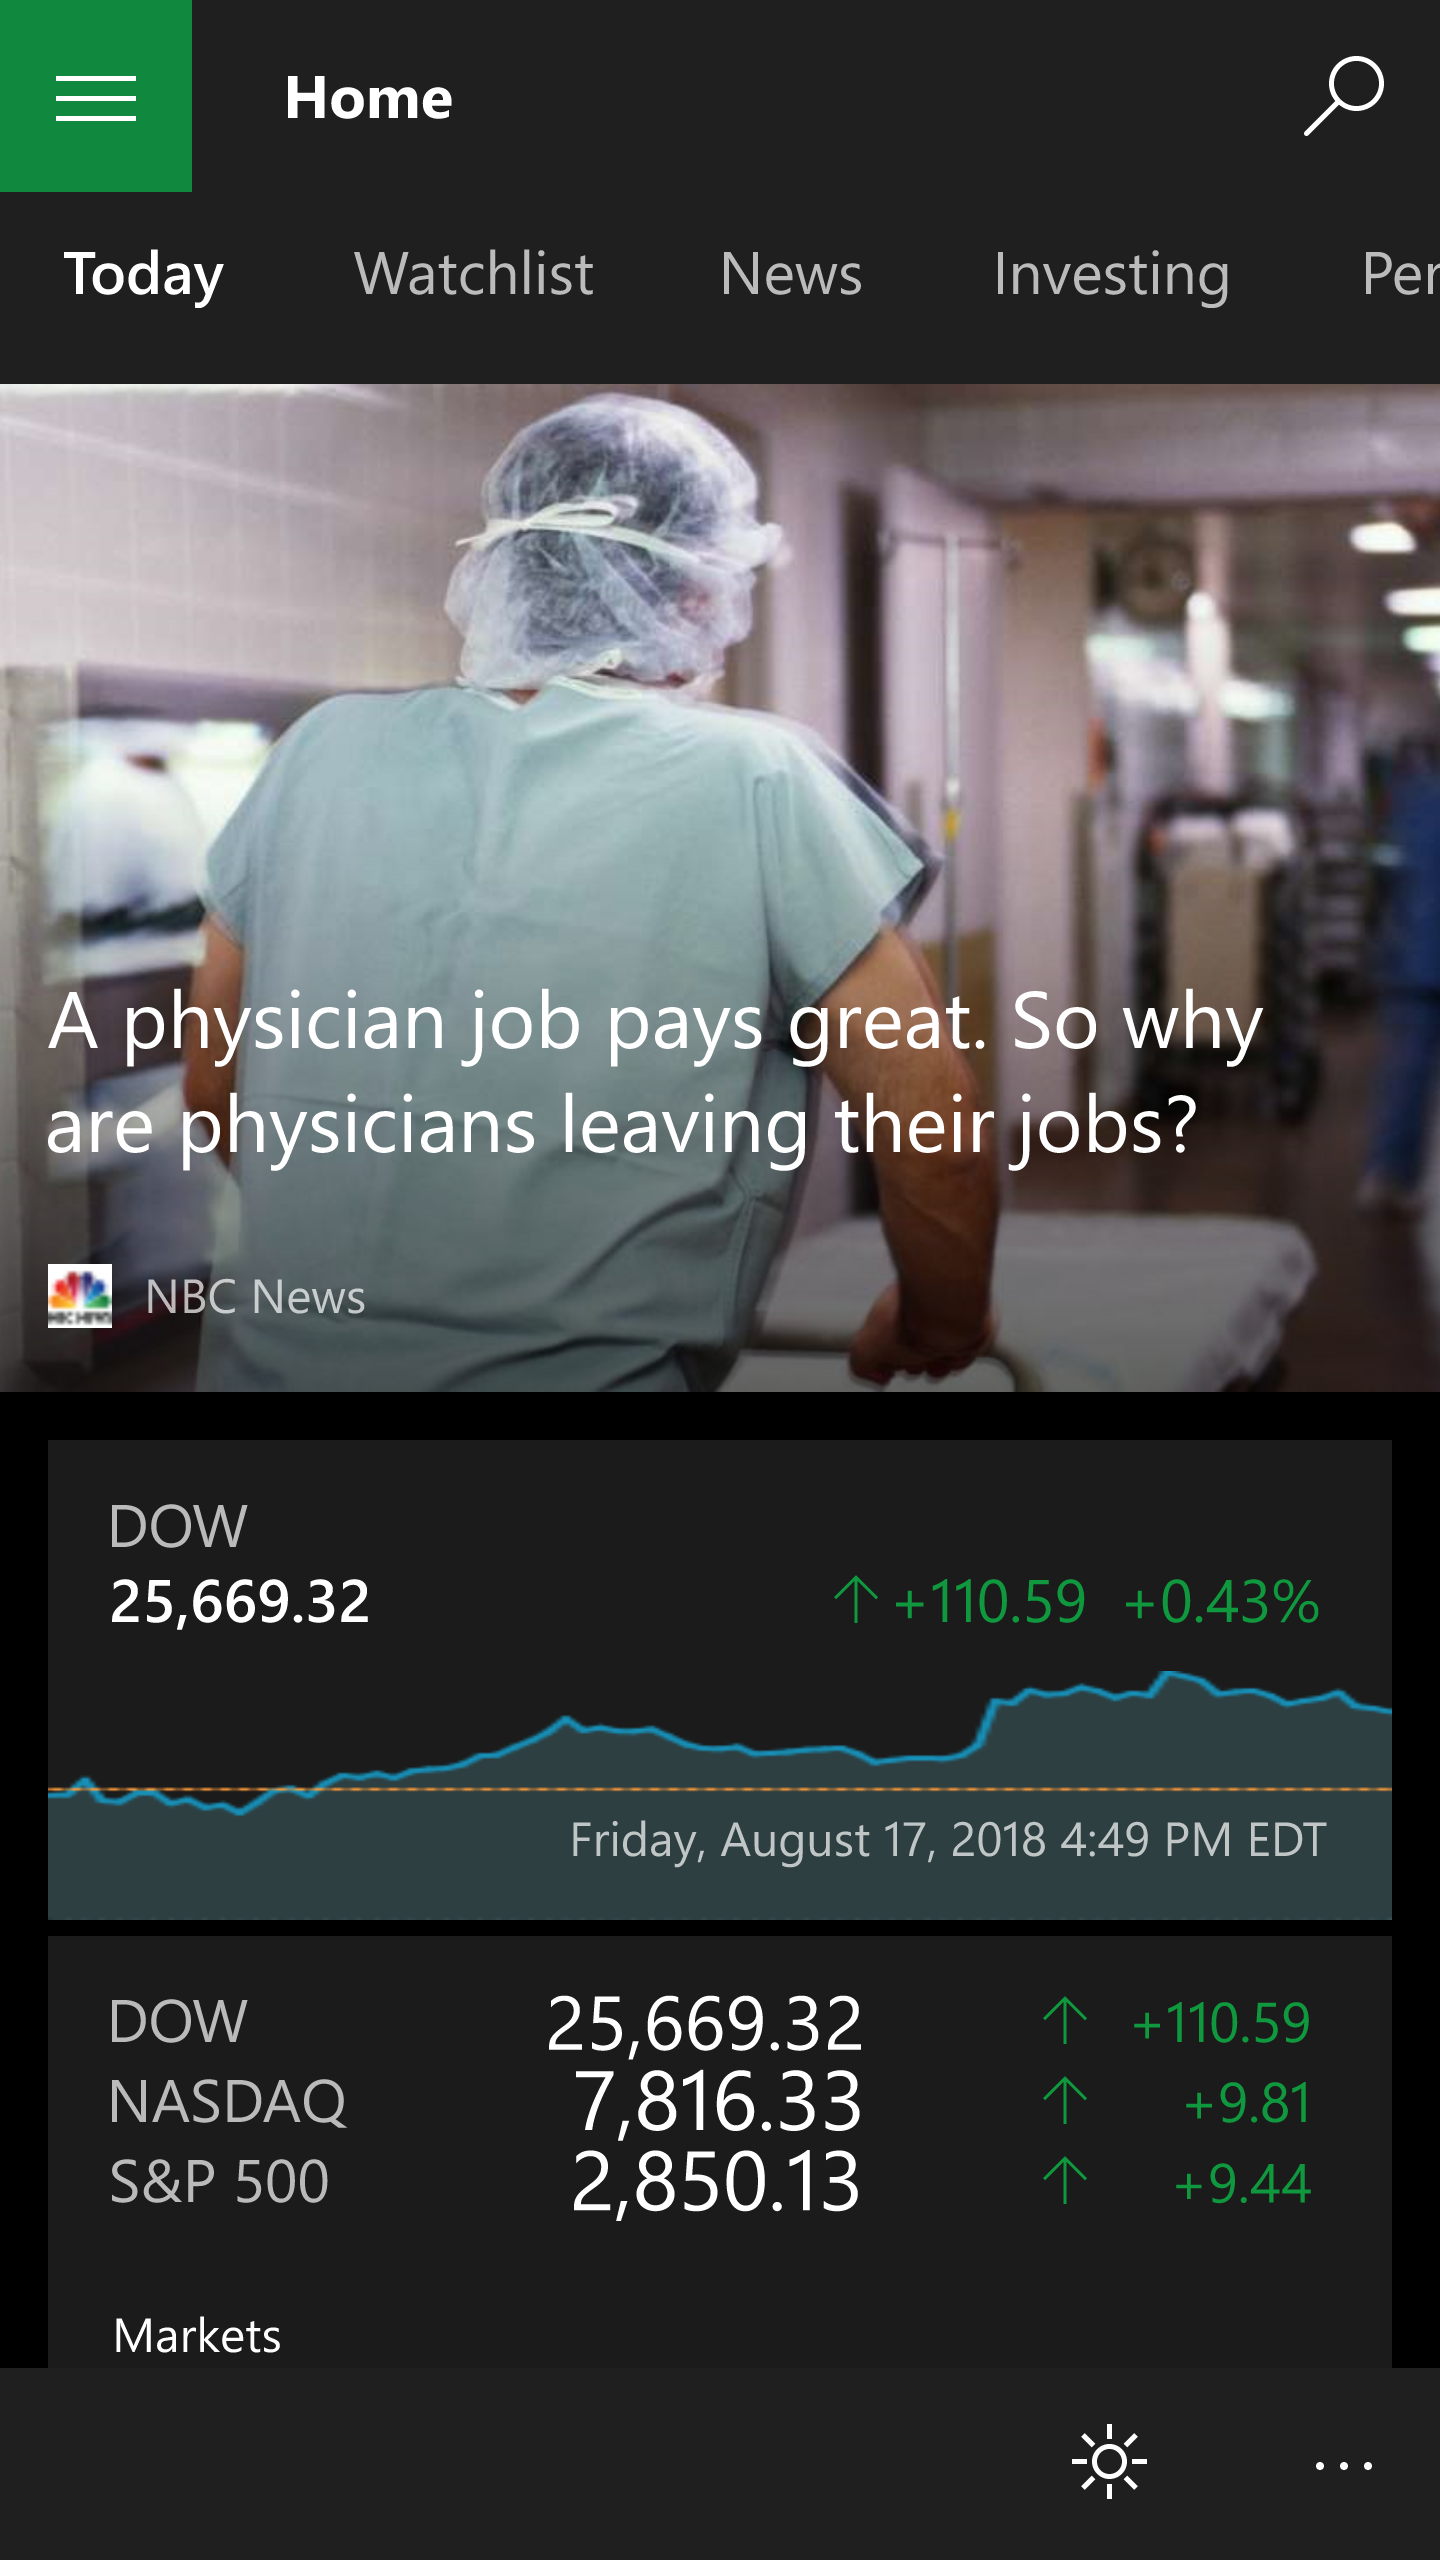 Home
Today Watchlist News Investing Per
A physician job pays great. So why
are physicians leaving their jobs?
NBC News
DOW
25,669.32 ↑ +110.59 +0.43%
Friday, August 17, 2018 4:49 PM EDT
DOW 25,669.32 ↑ +110.59
NASDAQ 7,816.33 ↑ +9.81
S&P 500 2,850.13 ↑ +9.44
Markets